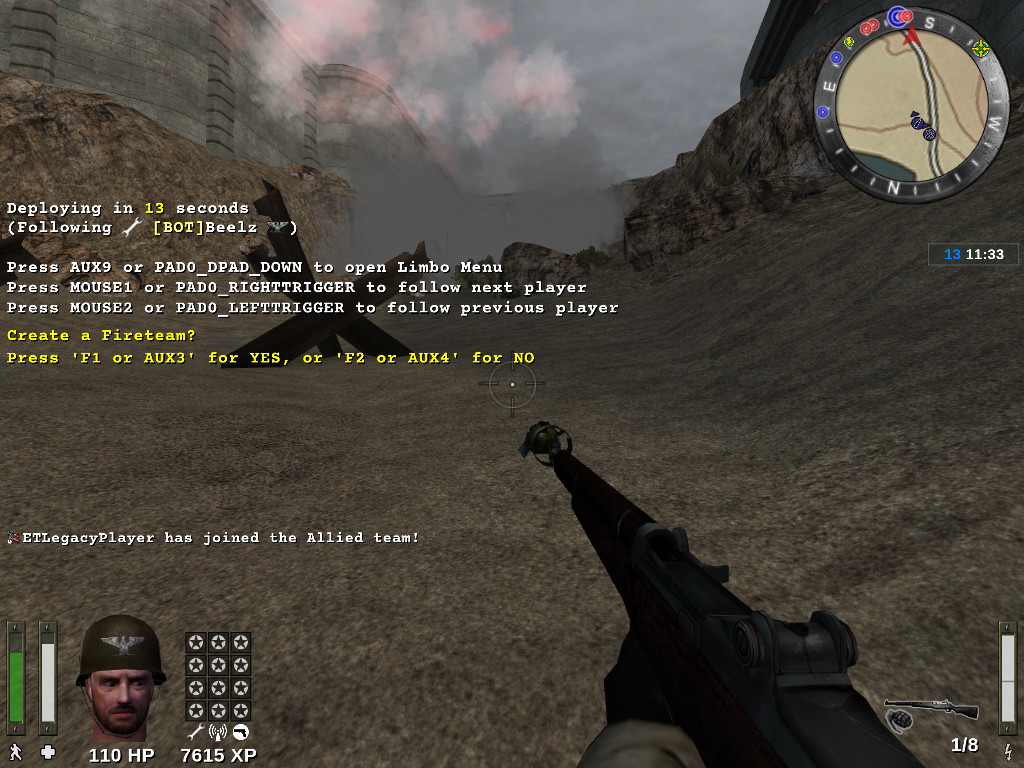 S
E
W
N
Deploying in 13 seconds
(Following [BOT]Beelz )
13 11:33
Press AUX9 or PAD0_DPAD_DOWN to open Limbo Menu
Press MOUSE1 or PAD0_RIGHTTRIGGER to follow next player
Press MOUSE2 or PAD0_LEFTTRIGGER to follow previous player
Create a Fireteam?
Press 'F1 or AUX3' for YES, or 'F2 or AUX4' for NO
ETLegacyPlayer has joined the Allied team!
110 HP
7615 XP
1/8